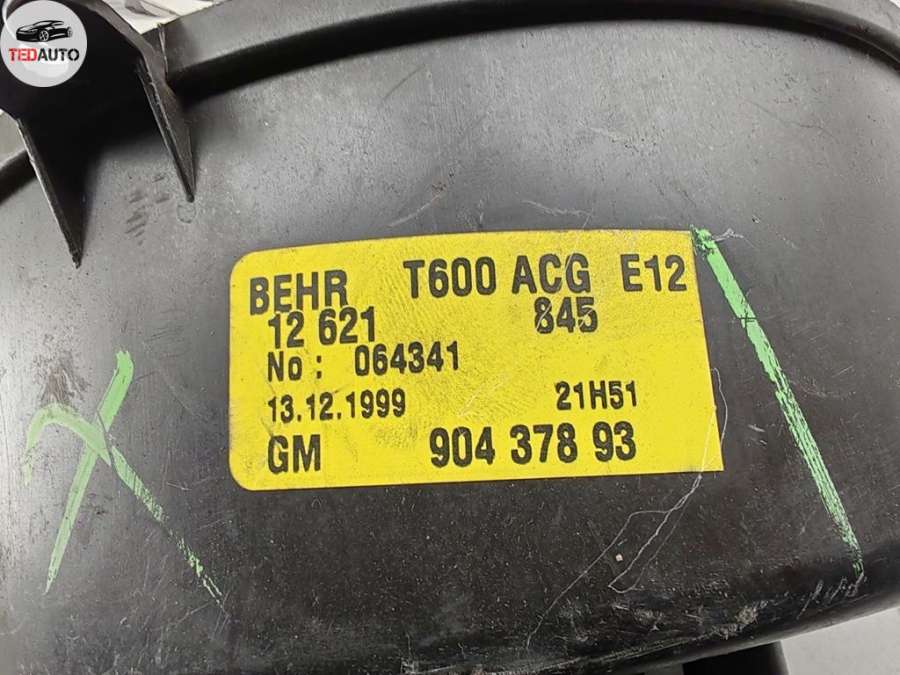 TEDAUTO
BEHR T600 ACG E12
12 621 845
No : 064341
13.12.1999 21H51
GM 904 378 93